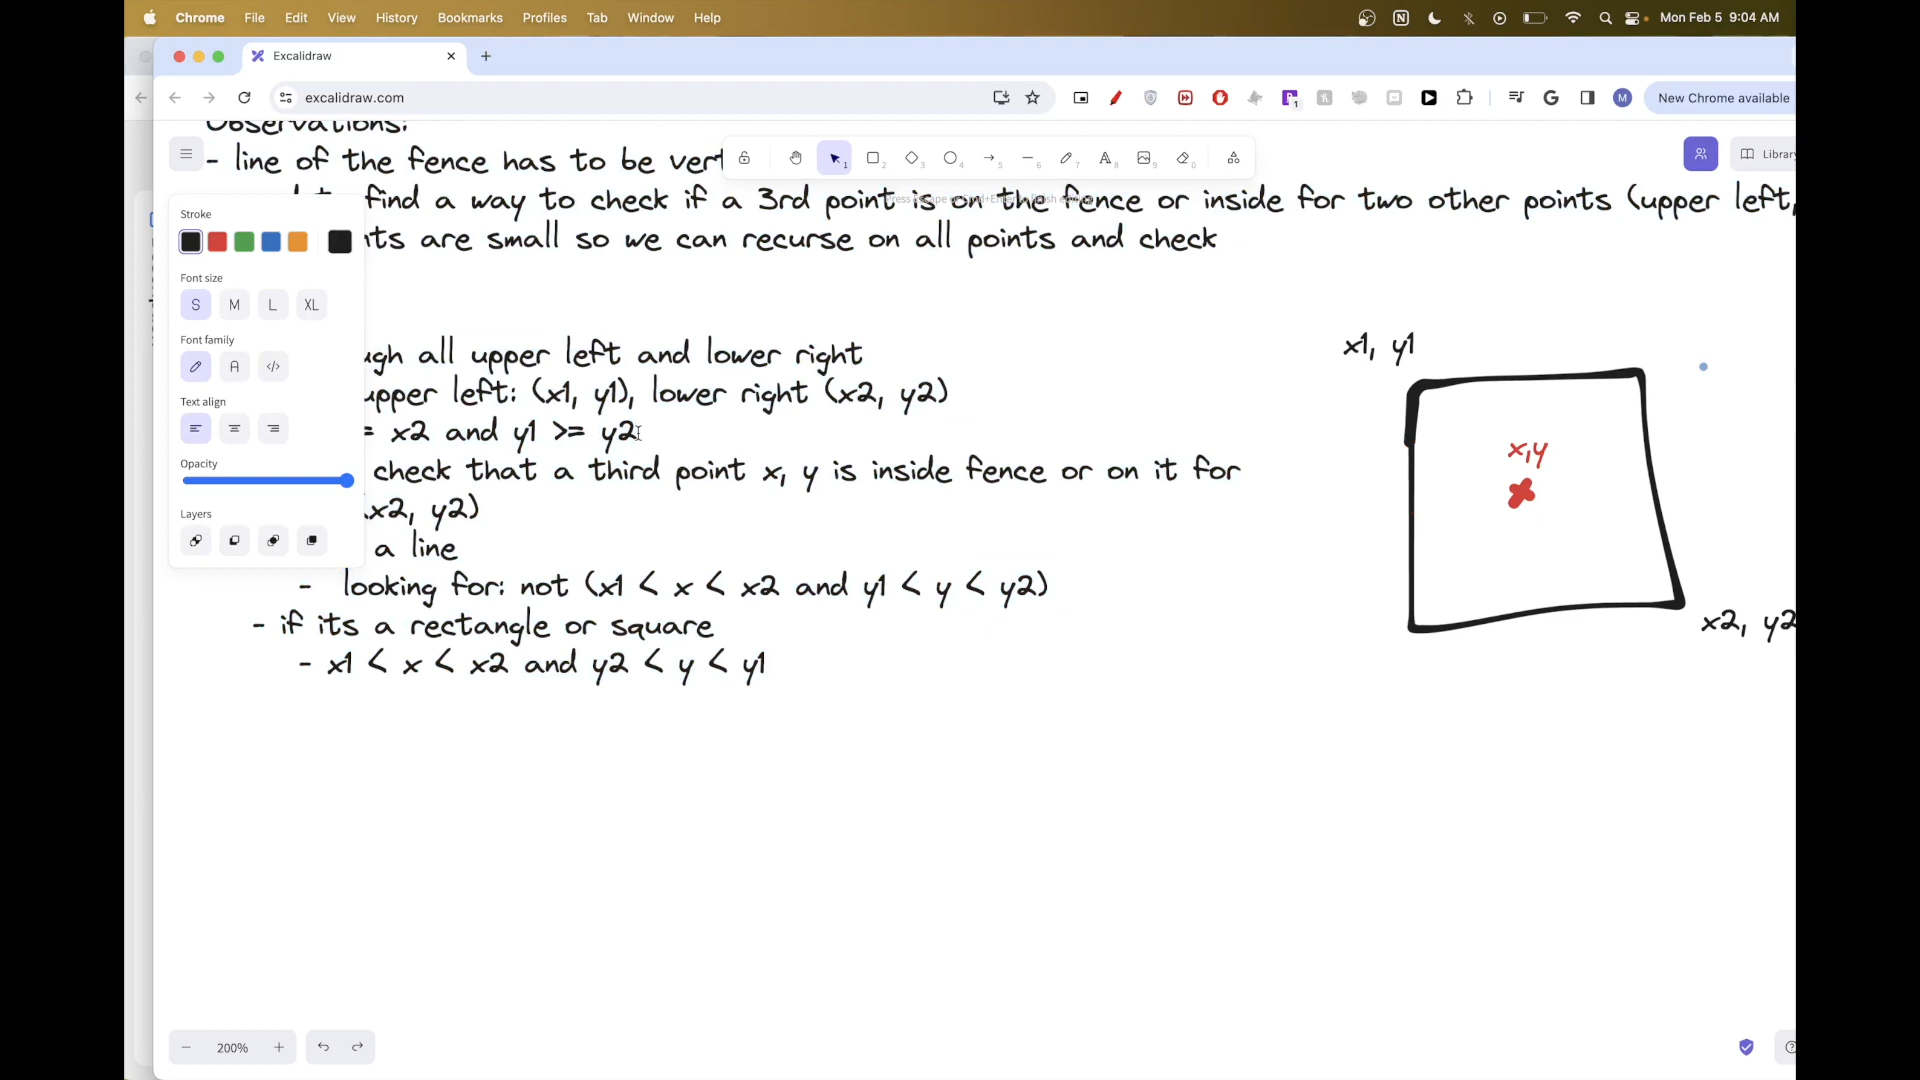 Chrome File Edit View History Bookmarks Profiles Tab Window Help Mon Feb 5 9:04 AM
Excalidraw
excalidraw.com New Chrome available
Observations:
- line of the fence has to be vert
Library
find a way to check if a 3rd point is on the fence or inside for two other points (upper left,
Stroke
nts are small so we can recurse on all points and check
Font size
S M L XL
Font family
ugh all upper left and lower right
x1, y1
A </>
upper left: (x1, y1), lower right (x2, y2)
Text align
= x2 and y1 >= y2
x,y
Opacity
check that a third point x, y is inside fence or on it for
Layers
(x2, y2)
a line
- looking for: not (x1 < x < x2 and y1 < y < y2)
- if its a rectangle or square
x2, y2
- x1 < x < x2 and y2 < y < y1
200%